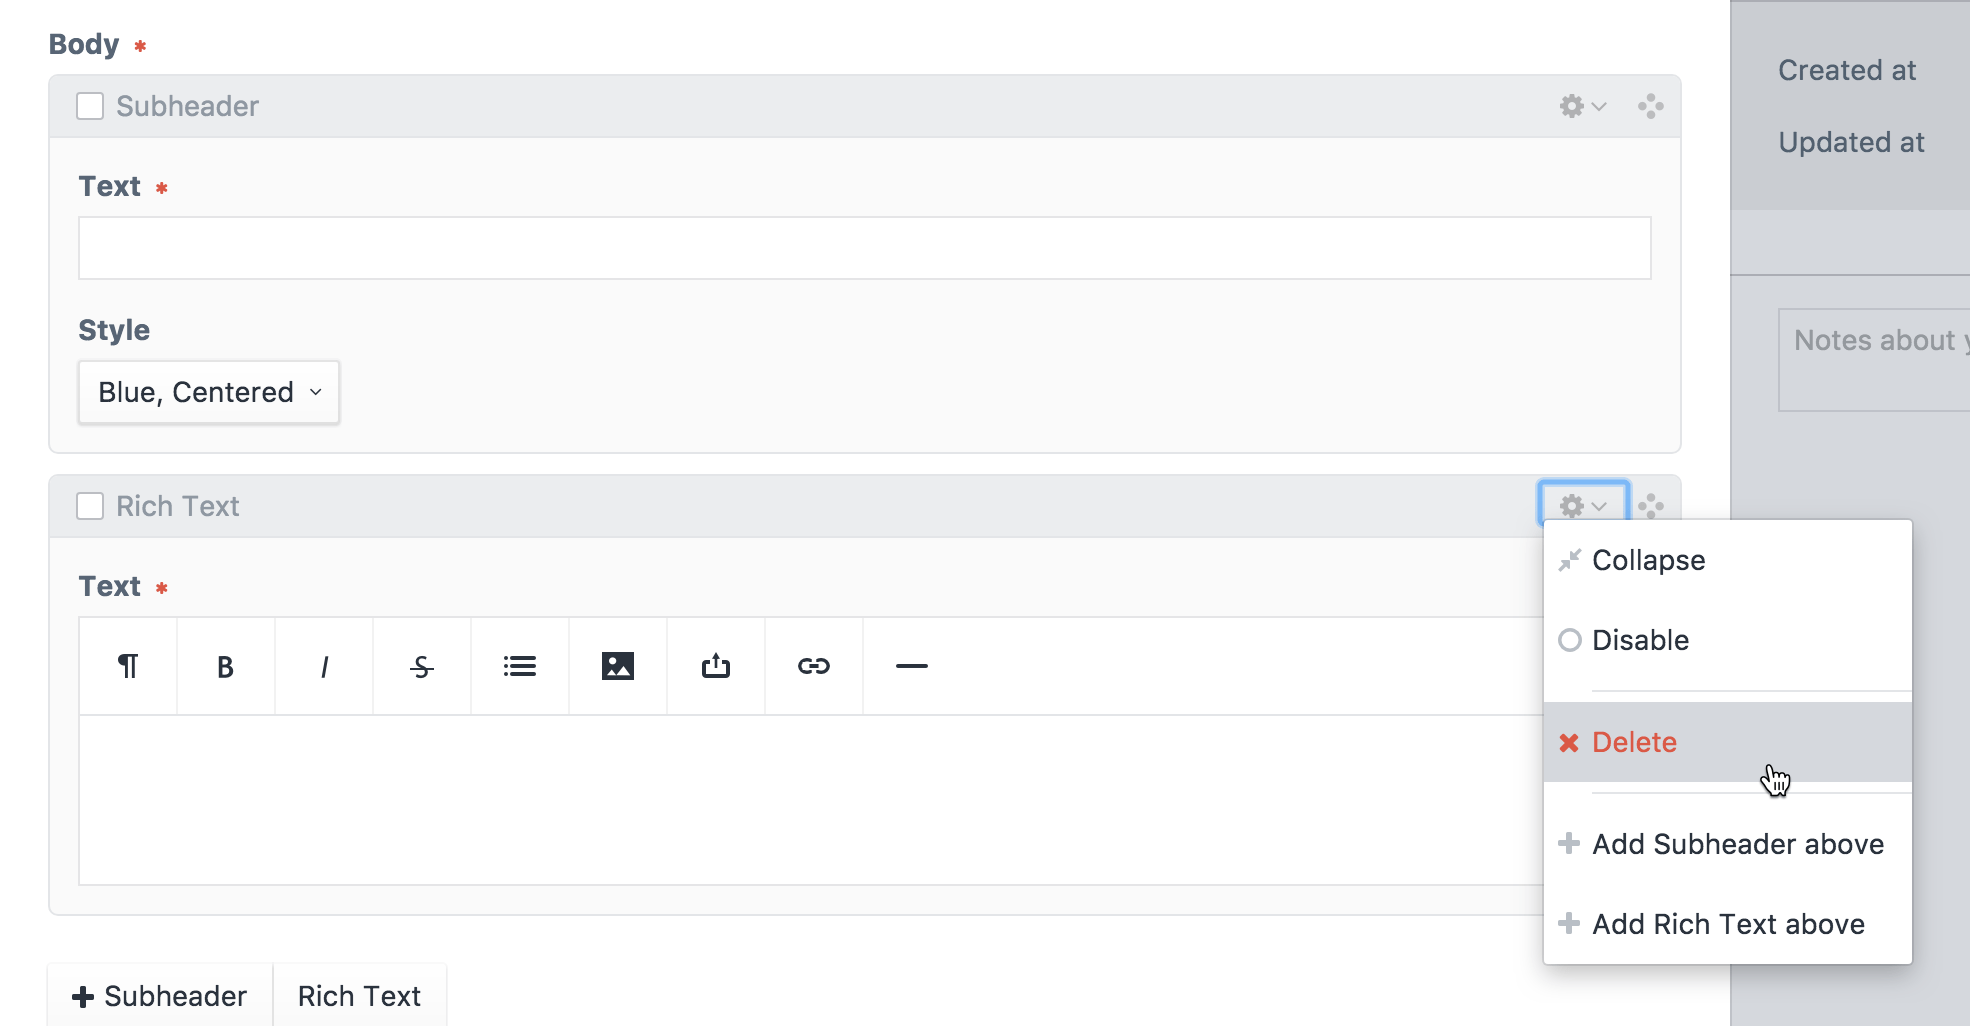 Body *
Subheader
Text *
Style
Blue, Centered
Rich Text
Text *
B
I
S
Collapse
Disable
Delete
Add Subheader above
Add Rich Text above
+ Subheader
Rich Text
Created at
Updated at
Notes about